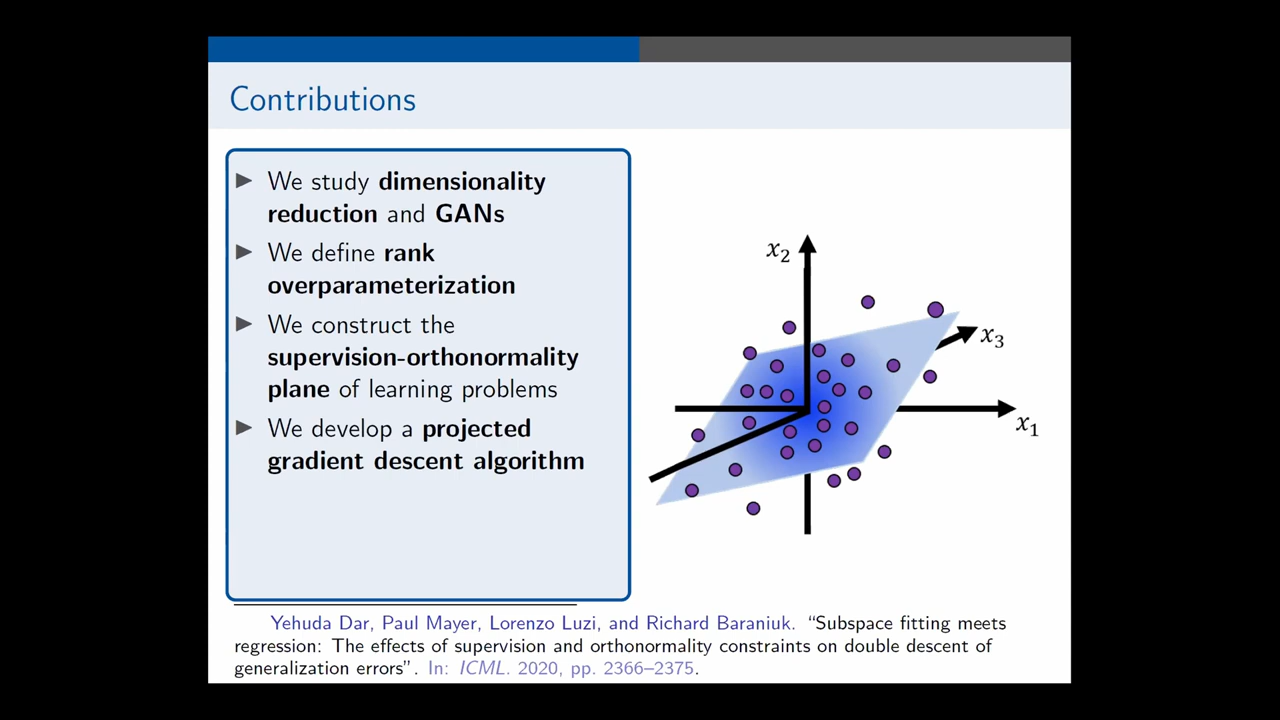 Contributions
We study dimensionality
reduction and GANs
We define rank
overparameterization
We construct the
supervision-orthonormality
plane of learning problems
We develop a projected
gradient descent algorithm
x₂
x₃
x₁
Yehuda Dar, Paul Mayer, Lorenzo Luzi, and Richard Baraniuk. “Subspace fitting meets
regression: The effects of supervision and orthonormality constraints on double descent of
generalization errors”. In: ICML. 2020, pp. 2366–2375.